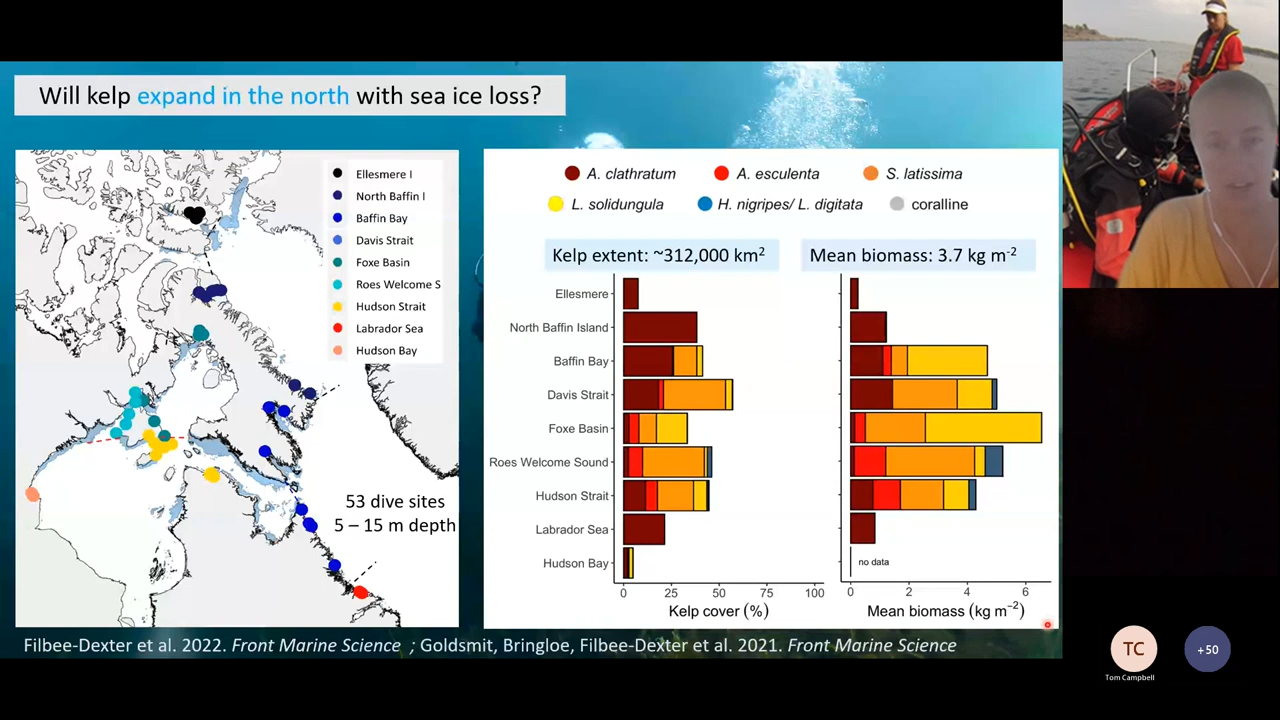 Will kelp expand in the north with sea ice loss?
Ellesmere I
North Baffin I
Baffin Bay
Davis Strait
Foxe Basin
Roes Welcome S
Hudson Strait
Labrador Sea
Hudson Bay
53 dive sites
5 – 15 m depth
A. clathratum
A. esculenta
S. latissima
L. solidungula
H. nigripes/ L. digitata
coralline
Kelp extent: ~312,000 km²
Mean biomass: 3.7 kg m⁻²
Ellesmere
North Baffin Island
Baffin Bay
Davis Strait
Foxe Basin
Roes Welcome Sound
Hudson Strait
Labrador Sea
Hudson Bay
no data
0 25 50 75 100
Kelp cover (%)
0 2 4 6
Mean biomass (kg m⁻²)
Filbee-Dexter et al. 2022. Front Marine Science ; Goldsmit, Bringloe, Filbee-Dexter et al. 2021. Front Marine Science
TC
Tom Campbell
+50